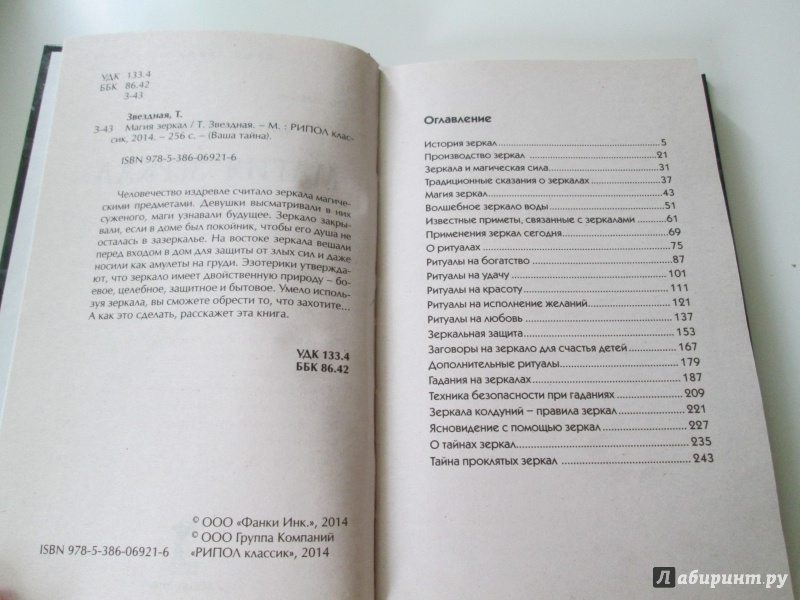 УДК 133.4
ББК 86.42
З-43
Звездная, Т.
З-43 Магия зеркал / Т. Звездная. – М. : РИПОЛ клас-
сик, 2014. – 256 с. – (Ваша тайна).
ISBN 978-5-386-06921-6
Человечество издревле считало зеркала магиче-
скими предметами. Девушки высматривали в них
суженого, маги узнавали будущее. Зеркало закры-
вали, если в доме был покойник, чтобы его душа не
осталась в зазеркалье. На востоке зеркала вешали
перед входом в дом для защиты от злых сил и даже
носили как амулеты на груди. Эзотерики утвержда-
ют, что зеркало имеет двойственную природу – бо-
евое, целебное, защитное и бытовое. Умело исполь-
зуя зеркала, вы сможете обрести то, что захотите...
А как это сделать, расскажет эта книга.
УДК 133.4
ББК 86.42
© ООО «Фанки Инк.», 2014
© ООО Группа Компаний
ISBN 978-5-386-06921-6 «РИПОЛ классик», 2014
Оглавление
История зеркал 5
Производство зеркал 21
Зеркала и магическая сила 31
Традиционные сказания о зеркалах 37
Магия зеркал 43
Волшебное зеркало воды 51
Известные приметы, связанные с зеркалами 61
Применения зеркал сегодня 69
О ритуалах 75
Ритуалы на богатство 87
Ритуалы на удачу 101
Ритуалы на красоту 111
Ритуалы на исполнение желаний 121
Ритуалы на любовь 137
Зеркальная защита 153
Заговоры на зеркало для счастья детей 167
Дополнительные ритуалы 179
Гадания на зеркалах 187
Техника безопасности при гаданиях 209
Зеркала колдуний – правила зеркал 221
Ясновидение с помощью зеркал 227
О тайнах зеркал 235
Тайна проклятых зеркал 243
Лабиринт.ру